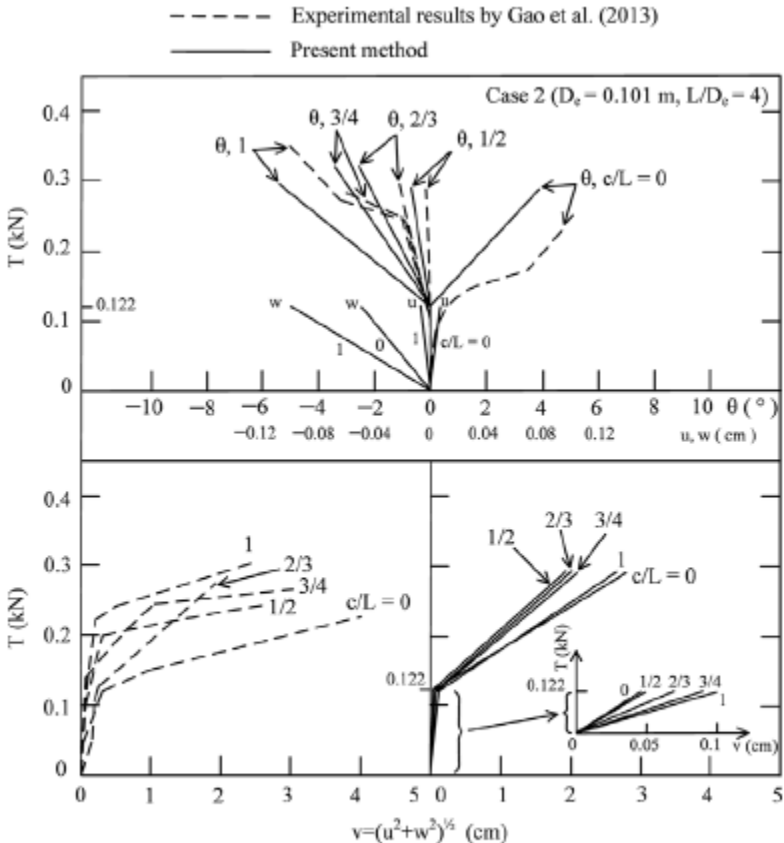 Experimental results by Gao et al. (2013)
Present method
Case 2 (Dₑ = 0.101 m, L/Dₑ = 4)
0.4
θ, 3/4
θ, 2/3
θ, 1
θ, 1/2
0.3
θ, c/L = 0
T (kN)
0.2
0.122
w
w
u
u
0.1
1
0
1
c/L = 0
0
−10 −8 −6 −4 −2 0 2 4 6 8 10 θ (°)
−0.12 −0.08 −0.04 0 0.04 0.08 0.12 u, w (cm)
0.4
2/3
3/4
1/2
1
0.3
2/3
1
3/4
c/L = 0
1/2
c/L = 0
T (kN)
0.2
T (kN)
0.122
0.122
0 1/2 2/3 3/4
1
0.1
0 0.05 0.1 v (cm)
0
0 1 2 3 4 5 0 1 2 3 4 5
v=(u²+w²)^½ (cm)